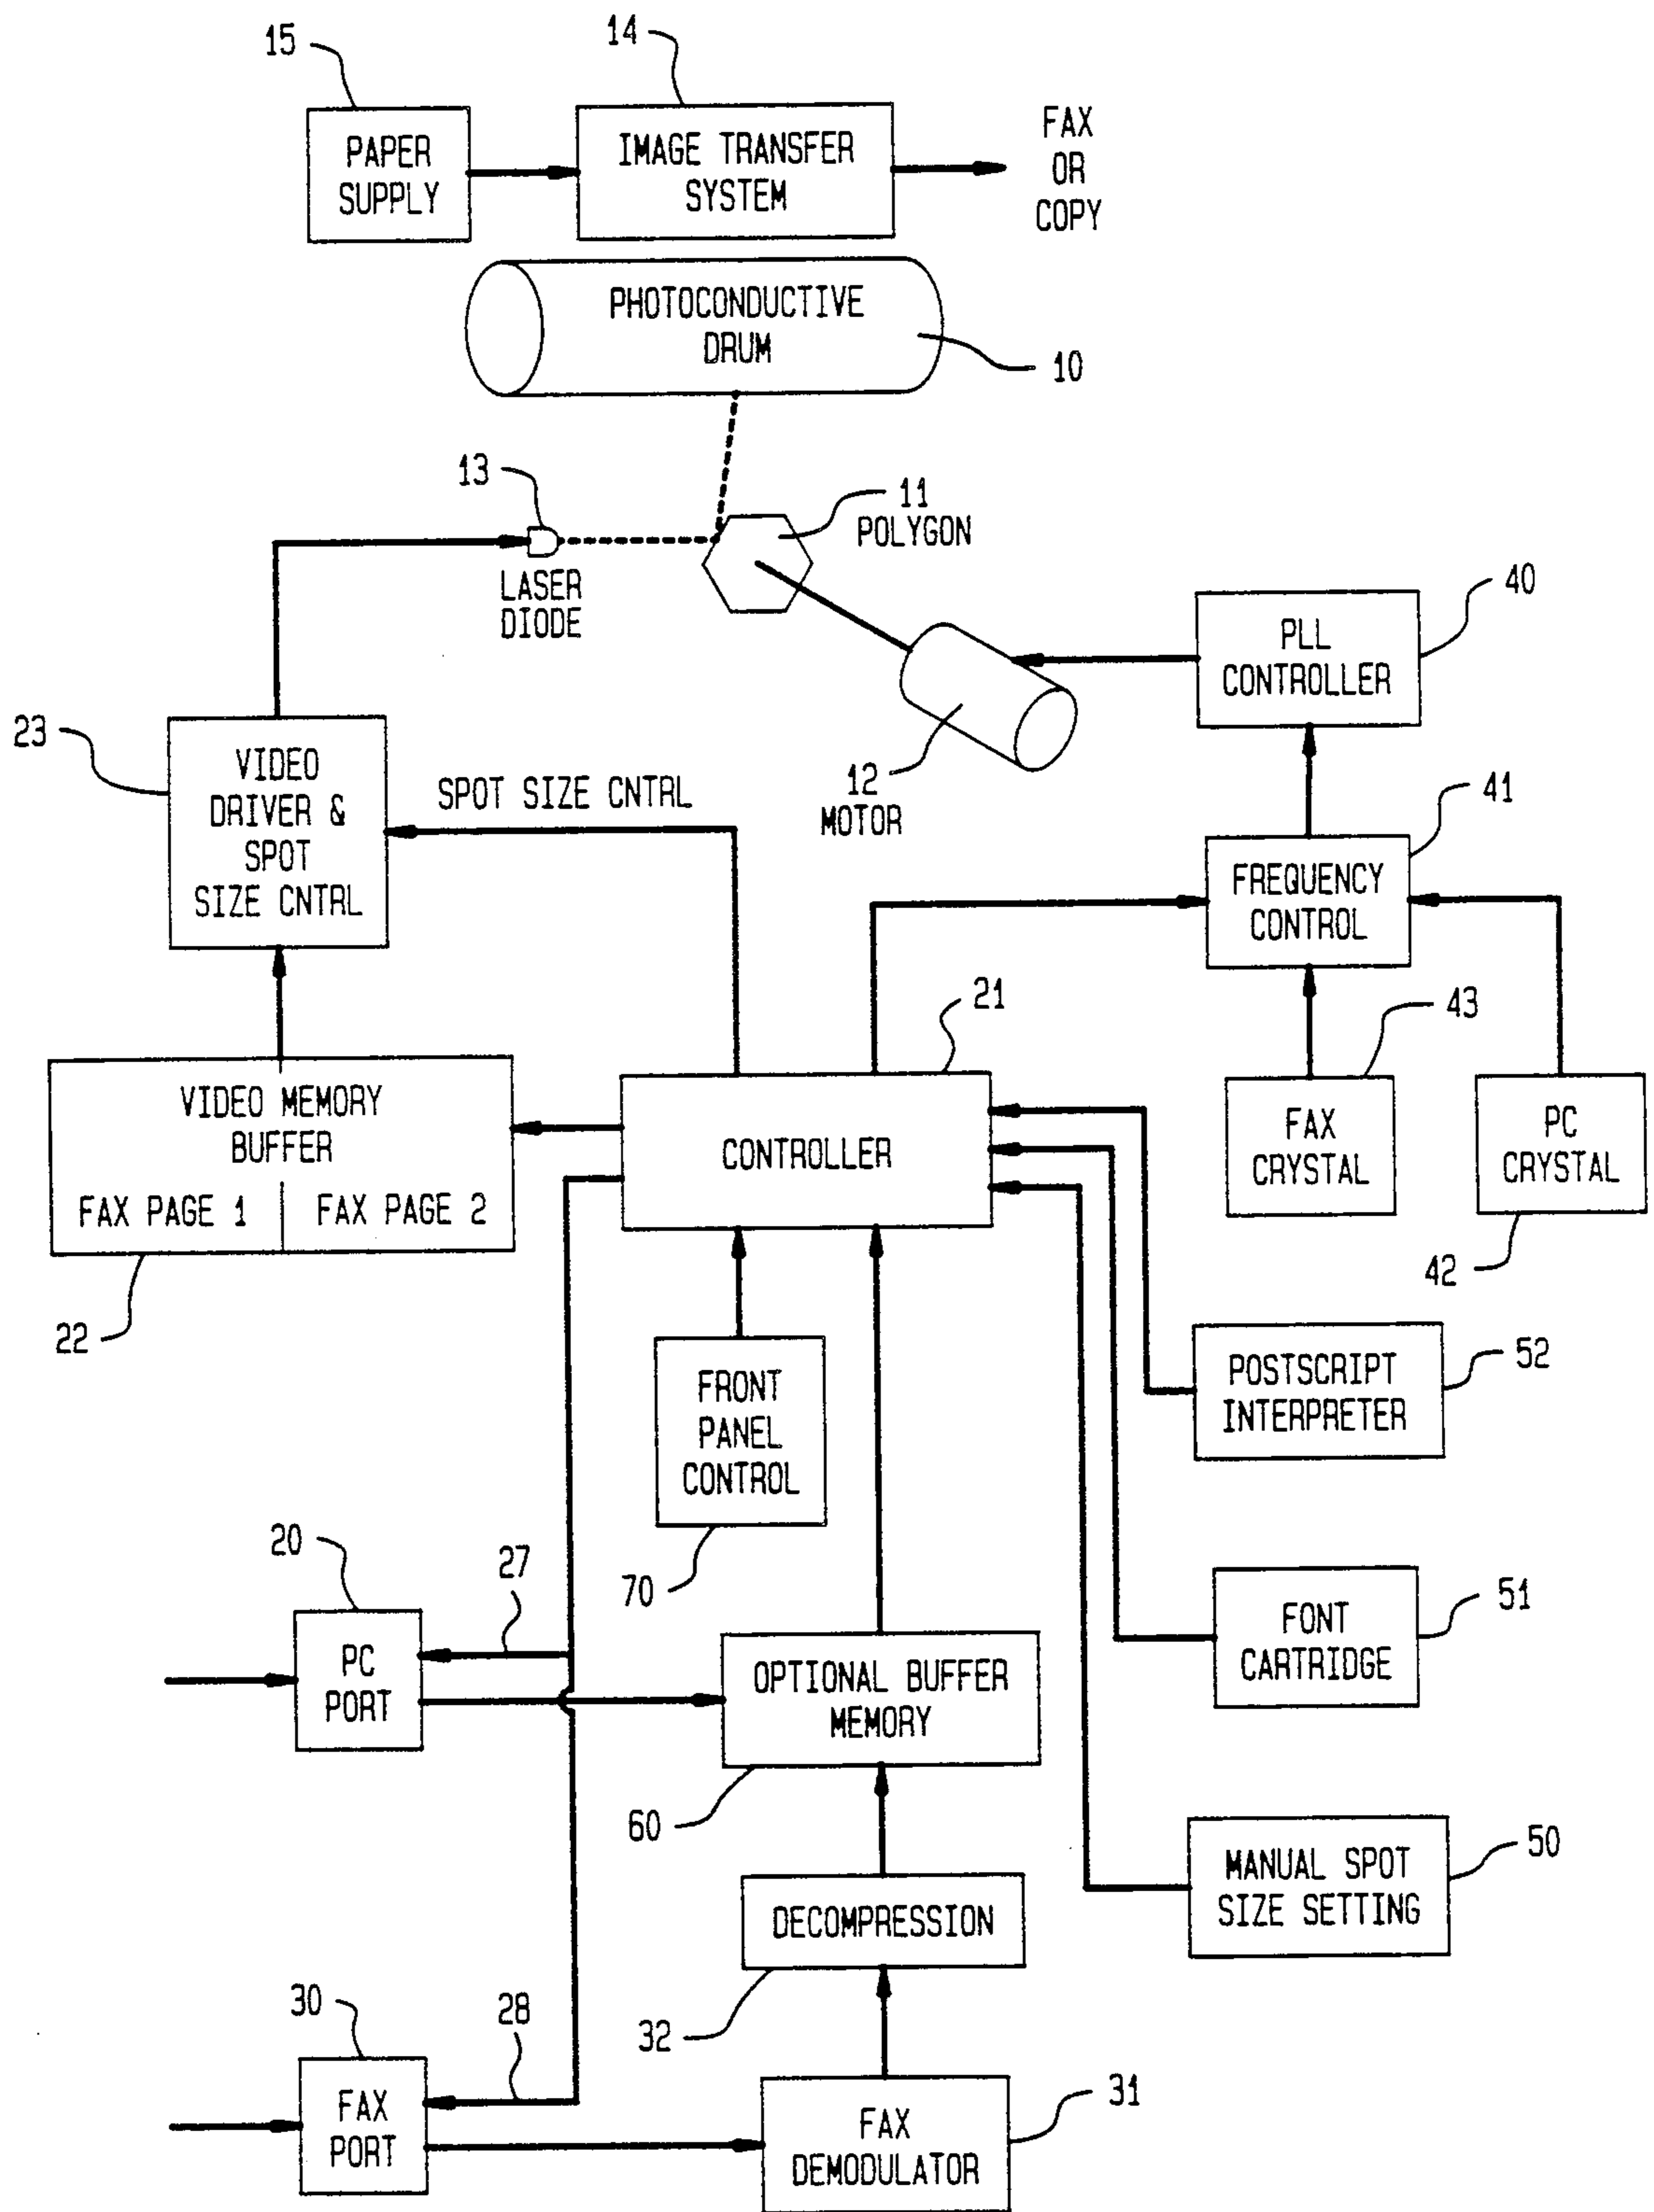 15
14
PAPER
SUPPLY
IMAGE TRANSFER
SYSTEM
FAX
OR
COPY
PHOTOCONDUCTIVE
DRUM
10
13
LASER
DIODE
11
POLYGON
12
MOTOR
40
PLL
CONTROLLER
23
VIDEO
DRIVER &
SPOT
SIZE CNTRL
SPOT SIZE CNTRL
41
FREQUENCY
CONTROL
43
FAX
CRYSTAL
PC
CRYSTAL
42
21
CONTROLLER
VIDEO MEMORY
BUFFER
FAX PAGE 1
FAX PAGE 2
22
FRONT
PANEL
CONTROL
70
POSTSCRIPT
INTERPRETER
52
FONT
CARTRIDGE
51
20
PC
PORT
27
OPTIONAL BUFFER
MEMORY
60
MANUAL SPOT
SIZE SETTING
50
DECOMPRESSION
32
30
FAX
PORT
28
FAX
DEMODULATOR
31